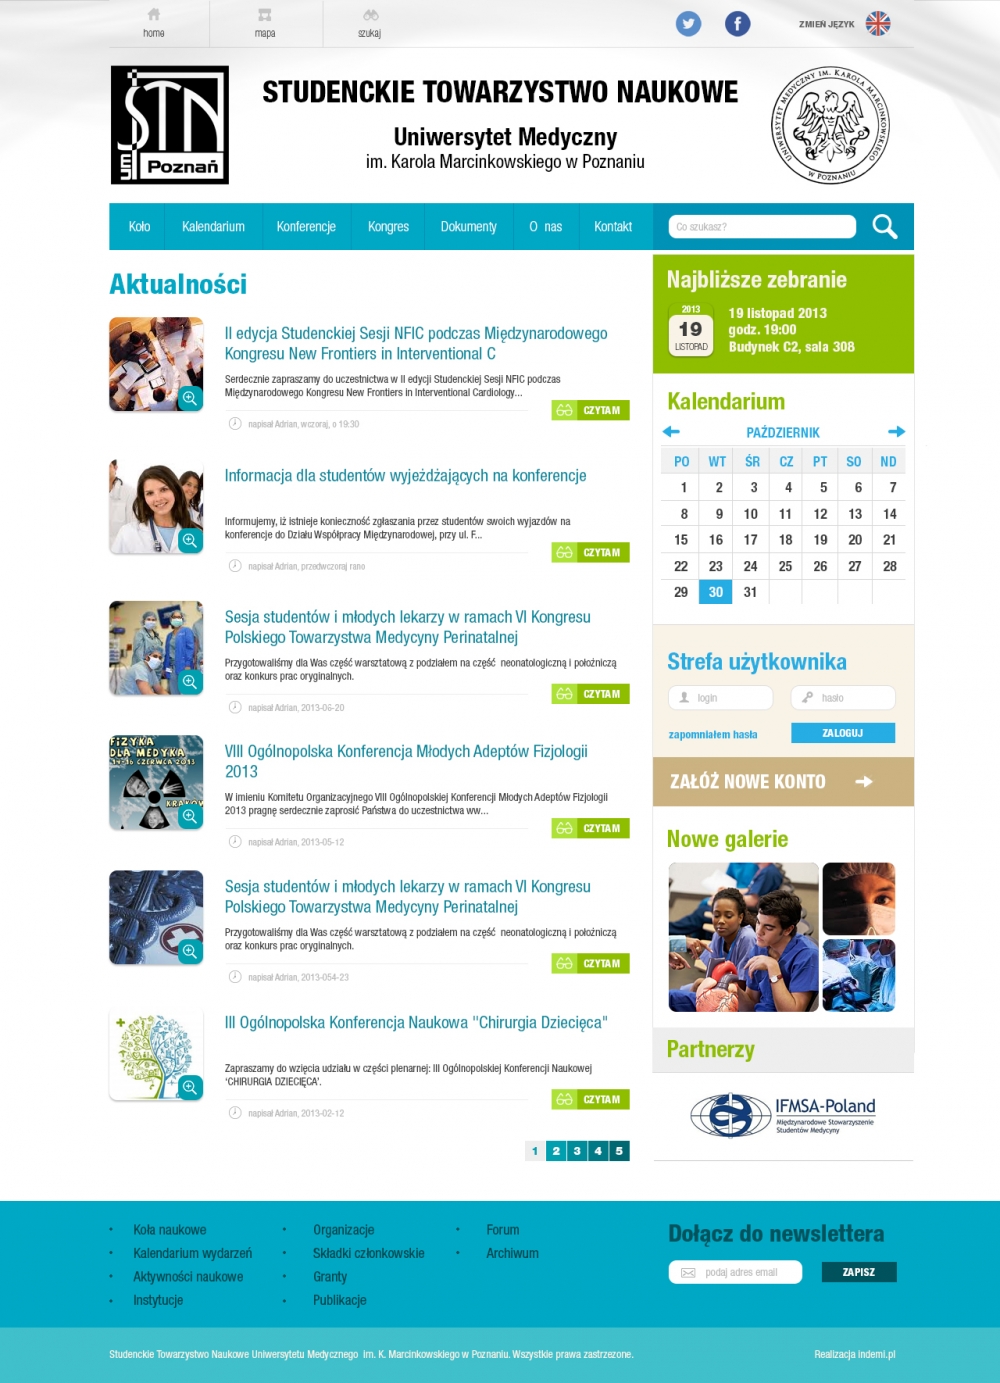 home
mapa
szukaj
ZMIEŃ JĘZYK
STN
um
Poznań
STUDENCKIE TOWARZYSTWO NAUKOWE
Uniwersytet Medyczny
im. Karola Marcinkowskiego w Poznaniu
UNIWERSYTET MEDYCZNY IM. KAROLA MARCINKOWSKIEGO
W POZNANIU
Koło
Kalendarium
Konferencje
Kongres
Dokumenty
O nas
Kontakt
Co szukasz?
Aktualności
II edycja Studenckiej Sesji NFIC podczas Międzynarodowego
Kongresu New Frontiers in Interventional C
Serdecznie zapraszamy do uczestnictwa w II edycji Studenckiej Sesji NFIC podczas
Międzynarodowego Kongresu New Frontiers in Interventional Cardiology...
CZYTAM
napisał Adrian, wczoraj, o 19:30
Informacja dla studentów wyjeżdżających na konferencje
Informujemy, iż istnieje konieczność zgłaszania przez studentów swoich wyjazdów na
konferencje do Działu Współpracy Międzynarodowej, przy ul. F...
CZYTAM
napisał Adrian, przedwczoraj rano
Sesja studentów i młodych lekarzy w ramach VI Kongresu
Polskiego Towarzystwa Medycyny Perinatalnej
Przygotowaliśmy dla Was część warsztatową z podziałem na część neonatologiczną i położniczą
oraz konkurs prac oryginalnych.
CZYTAM
napisał Adrian, 2013-06-20
FIZYKA
DLA MEDYKA
14-16 CZERWCA 2013
KRAKÓW
VIII Ogólnopolska Konferencja Młodych Adeptów Fizjologii
2013
W imieniu Komitetu Organizacyjnego VIII Ogólnopolskiej Konferencji Młodych Adeptów Fizjologii
2013 pragnę serdecznie zaprosić Państwa do uczestnictwa ww...
CZYTAM
napisał Adrian, 2013-05-12
Sesja studentów i młodych lekarzy w ramach VI Kongresu
Polskiego Towarzystwa Medycyny Perinatalnej
Przygotowaliśmy dla Was część warsztatową z podziałem na część neonatologiczną i położniczą
oraz konkurs prac oryginalnych.
CZYTAM
napisał Adrian, 2013-054-23
III Ogólnopolska Konferencja Naukowa "Chirurgia Dziecięca"
Zapraszamy do wzięcia udziału w części plenarnej: III Ogólnopolskiej Konferencji Naukowej
‘CHIRURGIA DZIECIĘCA’.
CZYTAM
napisał Adrian, 2013-02-12
1 2 3 4 5
Najbliższe zebranie
2013
19
LISTOPAD
19 listopad 2013
godz. 19:00
Budynek C2, sala 308
Kalendarium
PAŹDZIERNIK
PO WT ŚR CZ PT SO ND
1 2 3 4 5 6 7
8 9 10 11 12 13 14
15 16 17 18 19 20 21
22 23 24 25 26 27 28
29 30 31
Strefa użytkownika
login
hasło
zapomniałem hasła
ZALOGUJ
ZAŁÓŻ NOWE KONTO
Nowe galerie
Partnerzy
IFMSA-Poland
Międzynarodowe Stowarzyszenie
Studentów Medycyny
Koła naukowe
Kalendarium wydarzeń
Aktywności naukowe
Instytucje
Organizacje
Składki członkowskie
Granty
Publikacje
Forum
Archiwum
Dołącz do newslettera
podaj adres email
ZAPISZ
Studenckie Towarzystwo Naukowe Uniwersytetu Medycznego im. K. Marcinkowskiego w Poznaniu. Wszystkie prawa zastrzezone.
Realizacja indemi.pl